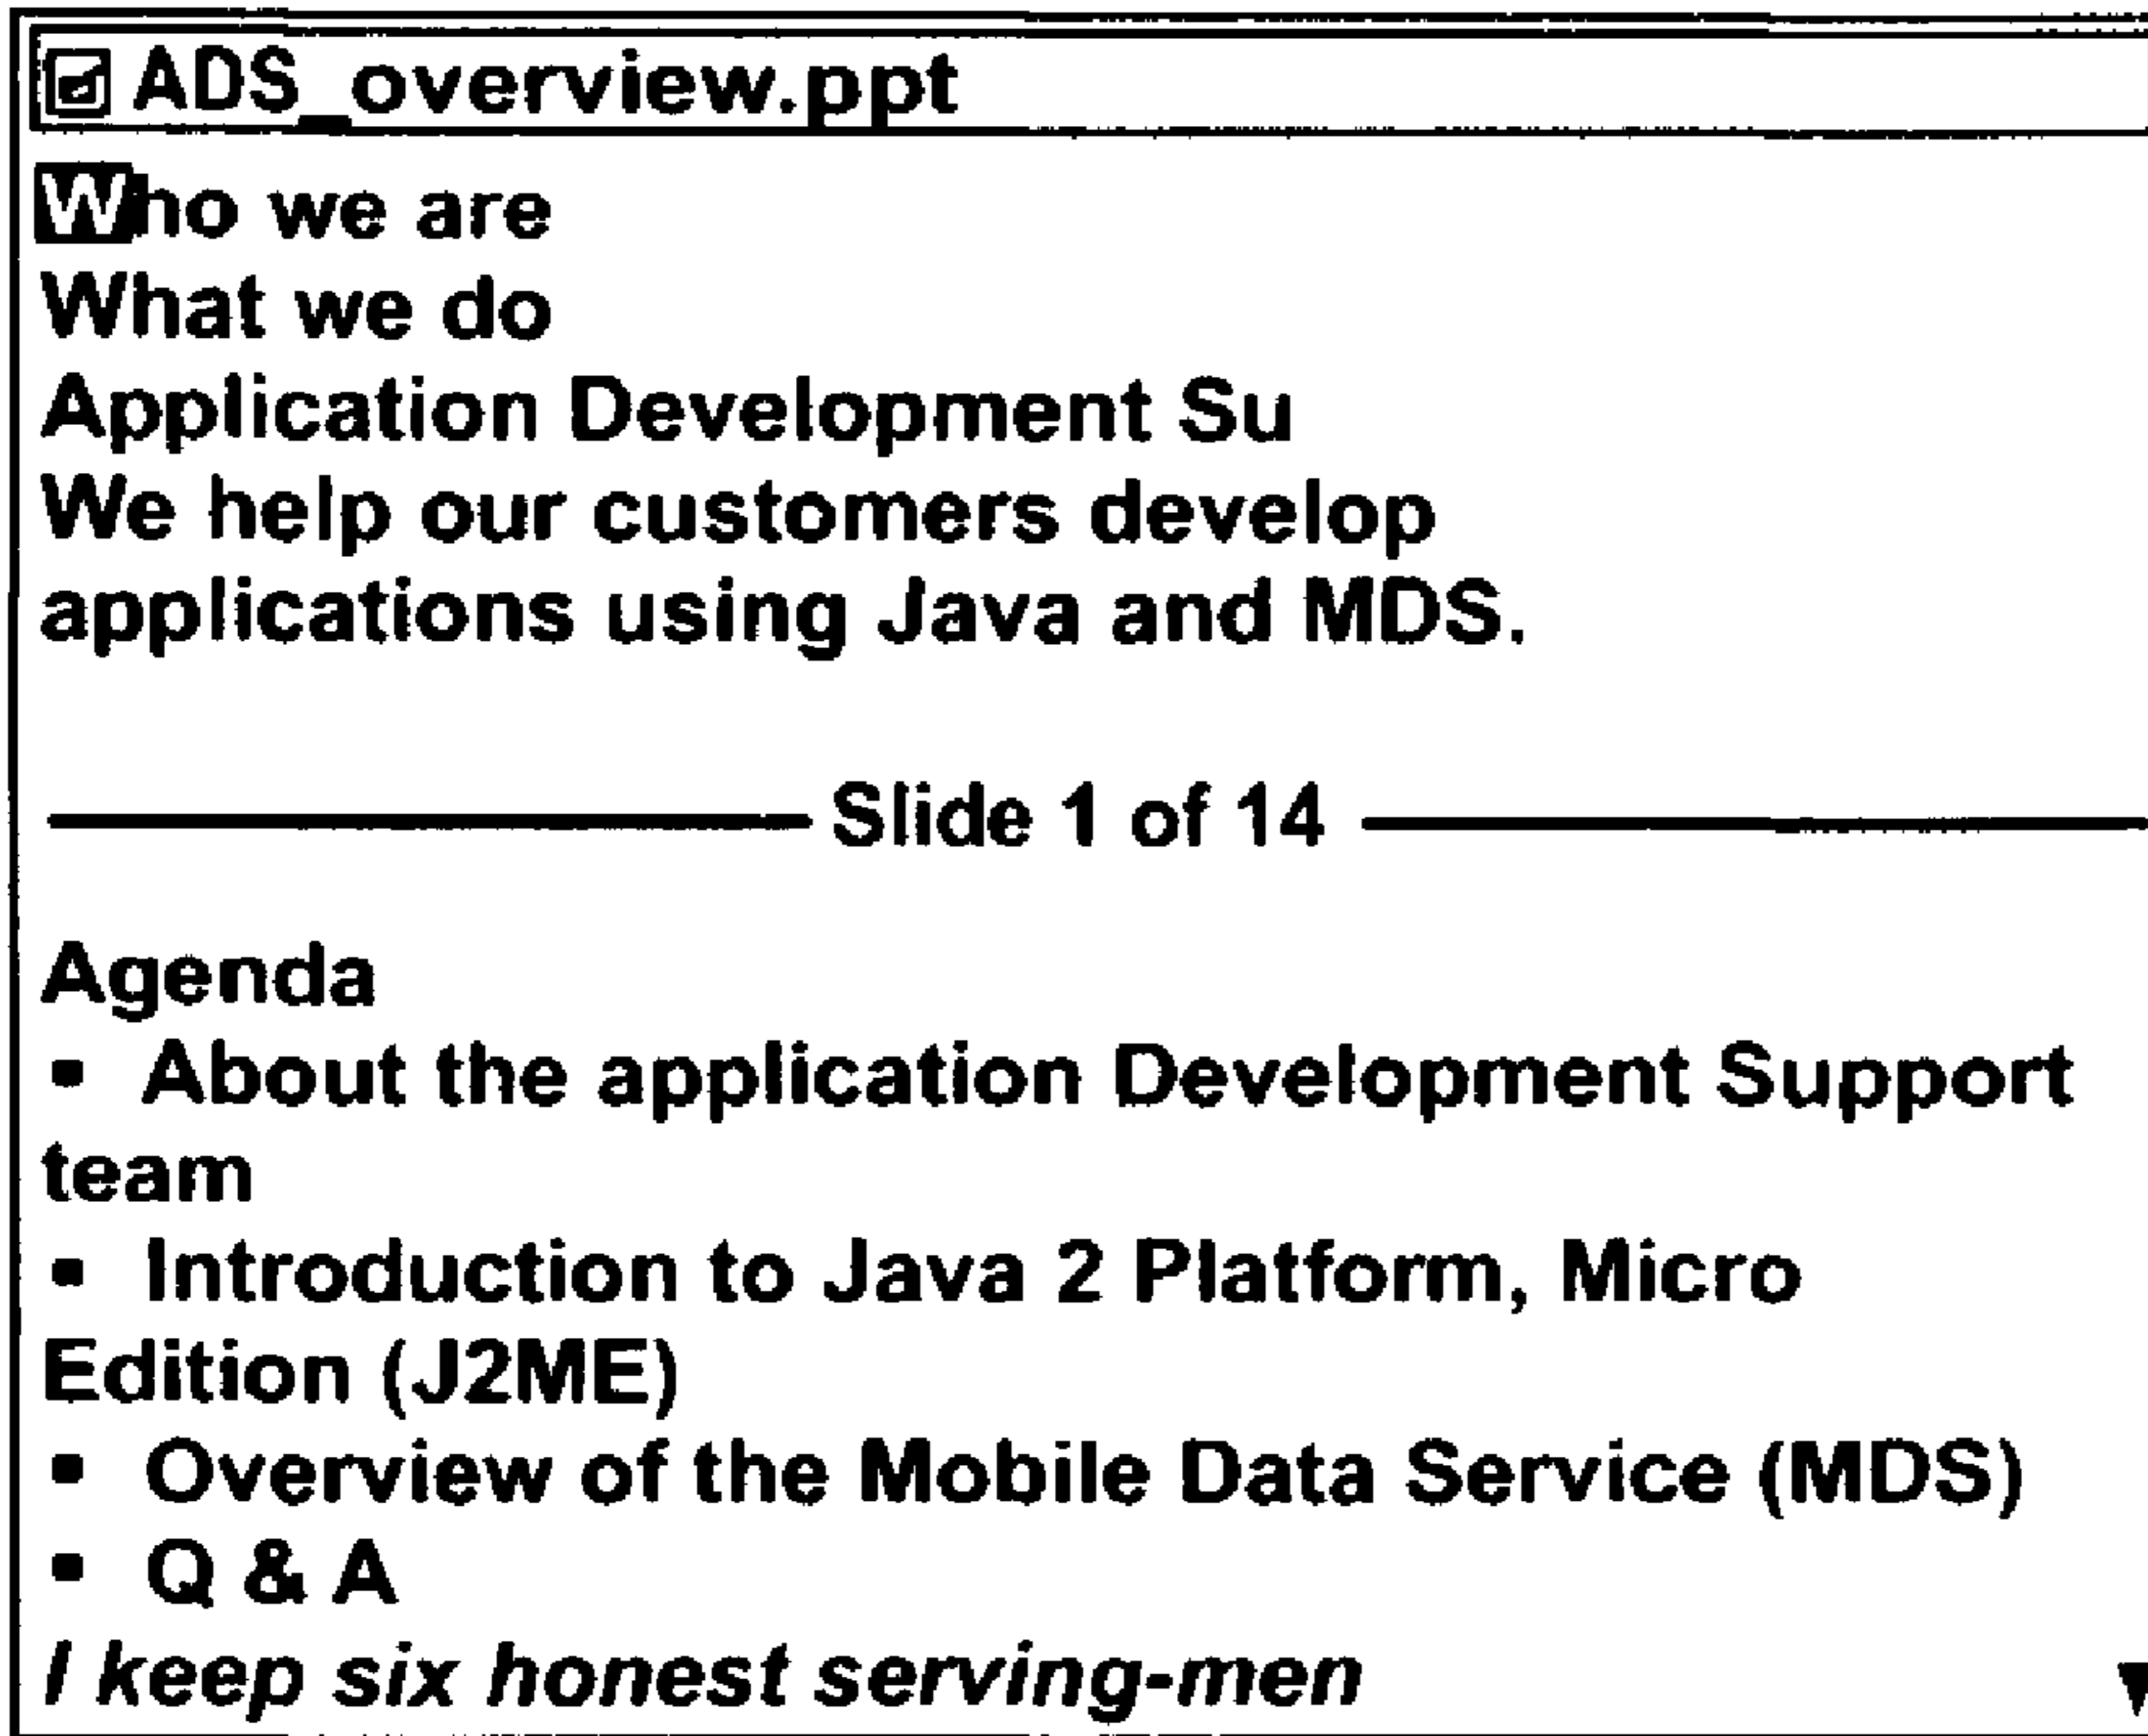 ADS_overview.ppt
Who we are
What we do
Application Development Su
We help our customers develop
applications using Java and MDS.
Slide 1 of 14
Agenda
▪ About the application Development Support
team
▪ Introduction to Java 2 Platform, Micro
Edition (J2ME)
▪ Overview of the Mobile Data Service (MDS)
▪ Q & A
I keep six honest serving-men